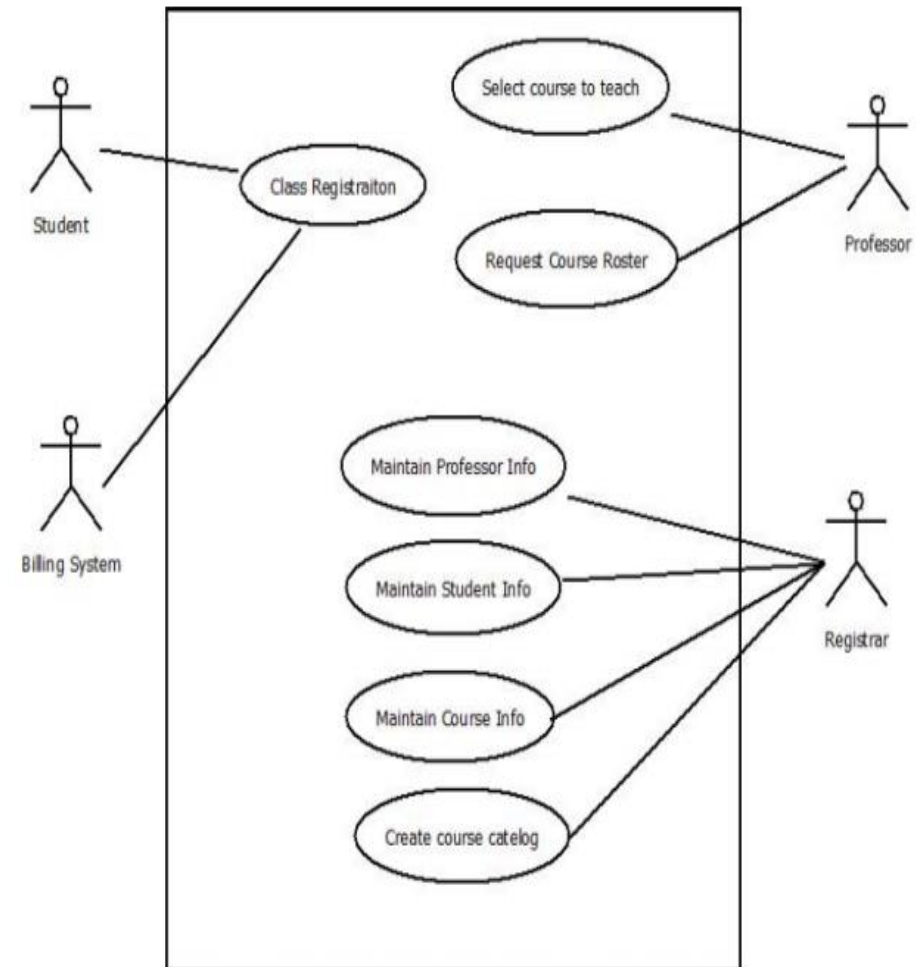 Select course to teach
Class Registraiton
Student
Professor
Request Course Roster
Maintain Professor Info
Billing System
Maintain Student Info
Registrar
Maintain Course Info
Create course catelog